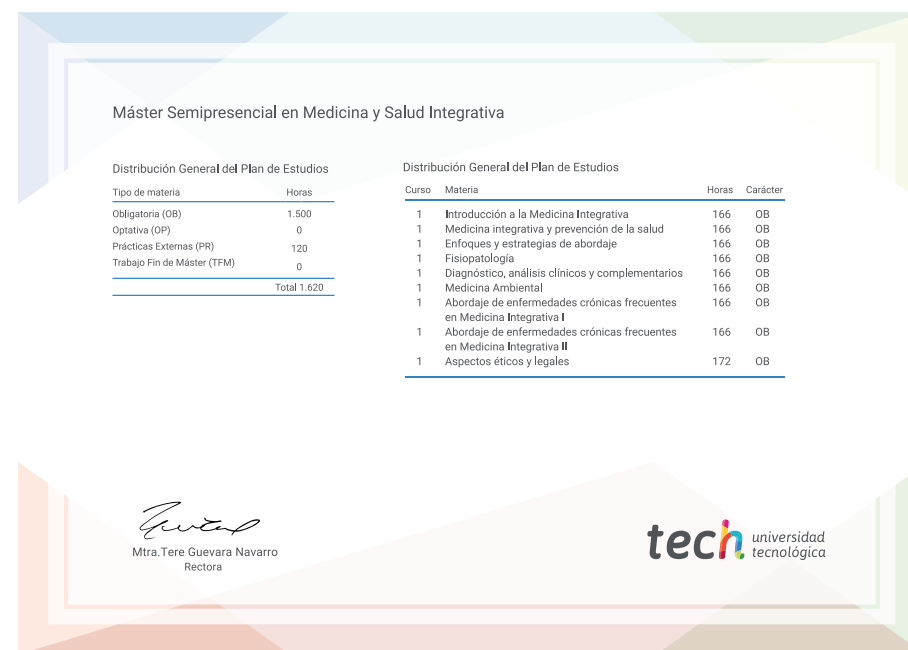 Máster Semipresencial en Medicina y Salud Integrativa
Distribución General del Plan de Estudios
Tipo de materia Horas
Obligatoria (OB) 1.500
Optativa (OP) 0
Prácticas Externas (PR) 120
Trabajo Fin de Máster (TFM) 0
Total 1.620
Distribución General del Plan de Estudios
Curso Materia Horas Carácter
1 Introducción a la Medicina Integrativa 166 OB
1 Medicina integrativa y prevención de la salud 166 OB
1 Enfoques y estrategias de abordaje 166 OB
1 Fisiopatología 166 OB
1 Diagnóstico, análisis clínicos y complementarios 166 OB
1 Medicina Ambiental 166 OB
1 Abordaje de enfermedades crónicas frecuentes 166 OB
en Medicina Integrativa I
1 Abordaje de enfermedades crónicas frecuentes 166 OB
en Medicina Integrativa II
1 Aspectos éticos y legales 172 OB
Mtra.Tere Guevara Navarro
Rectora
tech universidad
tecnológica